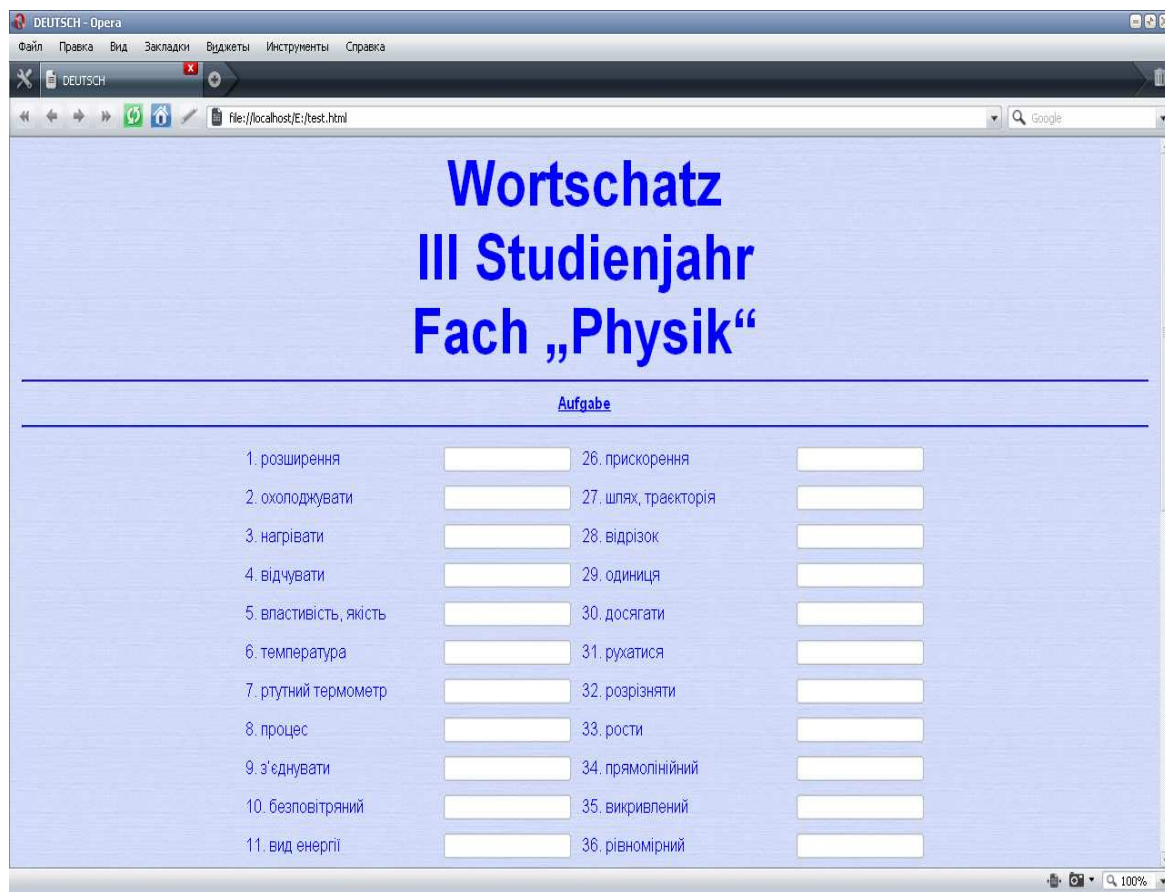 DEUTSCH - Opera
Файл Правка Вид Закладки Виджеты Инструменты Справка
DEUTSCH
file://localhost/E:/test.html
Google
Wortschatz
III Studienjahr
Fach „Physik“
Aufgabe
1. розширення 26. прискорення
2. охолоджувати 27. шлях, траєкторія
3. нагрівати 28. відрізок
4. відчувати 29. одиниця
5. властивість, якість 30. досягати
6. температура 31. рухатися
7. ртутний термометр 32. розрізняти
8. процес 33. рости
9. з'єднувати 34. прямолінійний
10. безповітряний 35. викривлений
11. вид енергії 36. рівномірний
100%